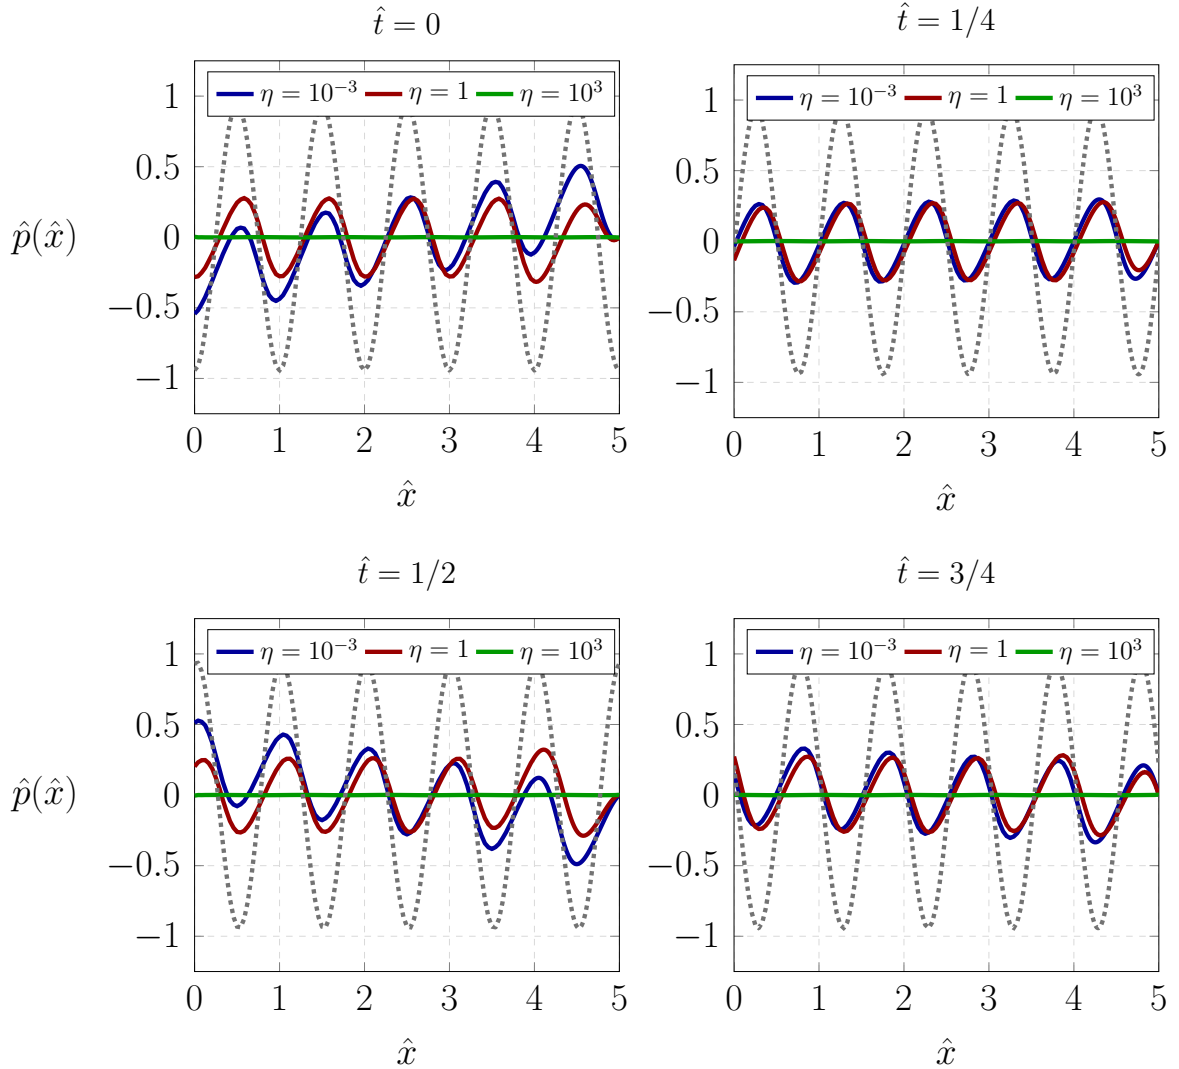 t̂ = 0
η = 10⁻³ η = 1 η = 10³
1
0.5
0
−0.5
−1
p̂(x̂)
0 1 2 3 4 5
x̂
t̂ = 1/4
η = 10⁻³ η = 1 η = 10³
1
0.5
0
−0.5
−1
0 1 2 3 4 5
x̂
t̂ = 1/2
η = 10⁻³ η = 1 η = 10³
1
0.5
0
−0.5
−1
p̂(x̂)
0 1 2 3 4 5
x̂
t̂ = 3/4
η = 10⁻³ η = 1 η = 10³
1
0.5
0
−0.5
−1
0 1 2 3 4 5
x̂